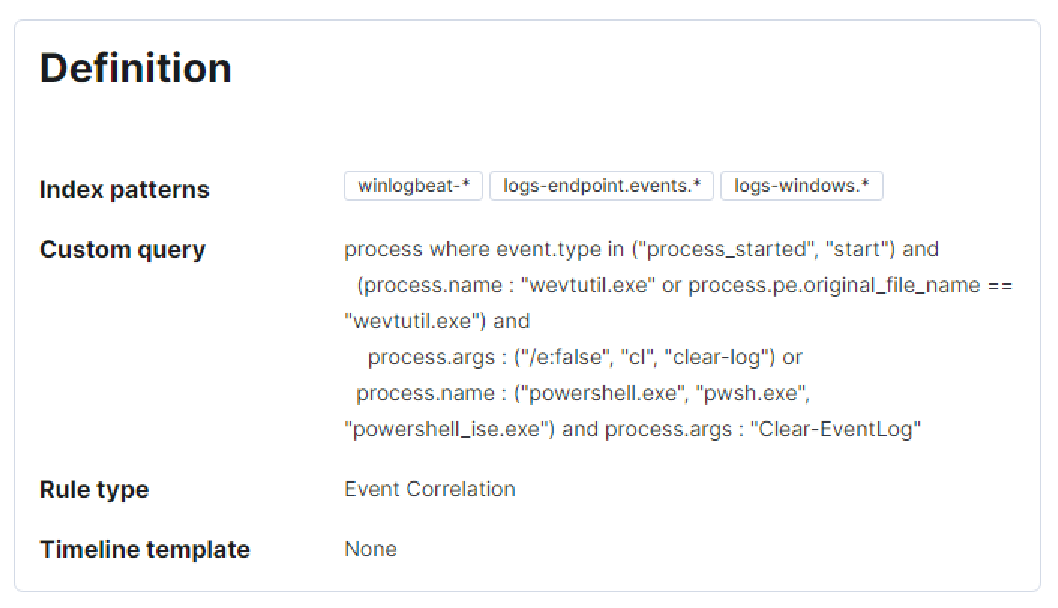 Definition
Index patterns winlogbeat-* logs-endpoint.events.* logs-windows.*
Custom query process where event.type in ("process_started", "start") and
(process.name : "wevtutil.exe" or process.pe.original_file_name ==
"wevtutil.exe") and
process.args : ("/e:false", "cl", "clear-log") or
process.name : ("powershell.exe", "pwsh.exe",
"powershell_ise.exe") and process.args : "Clear-EventLog"
Rule type Event Correlation
Timeline template None